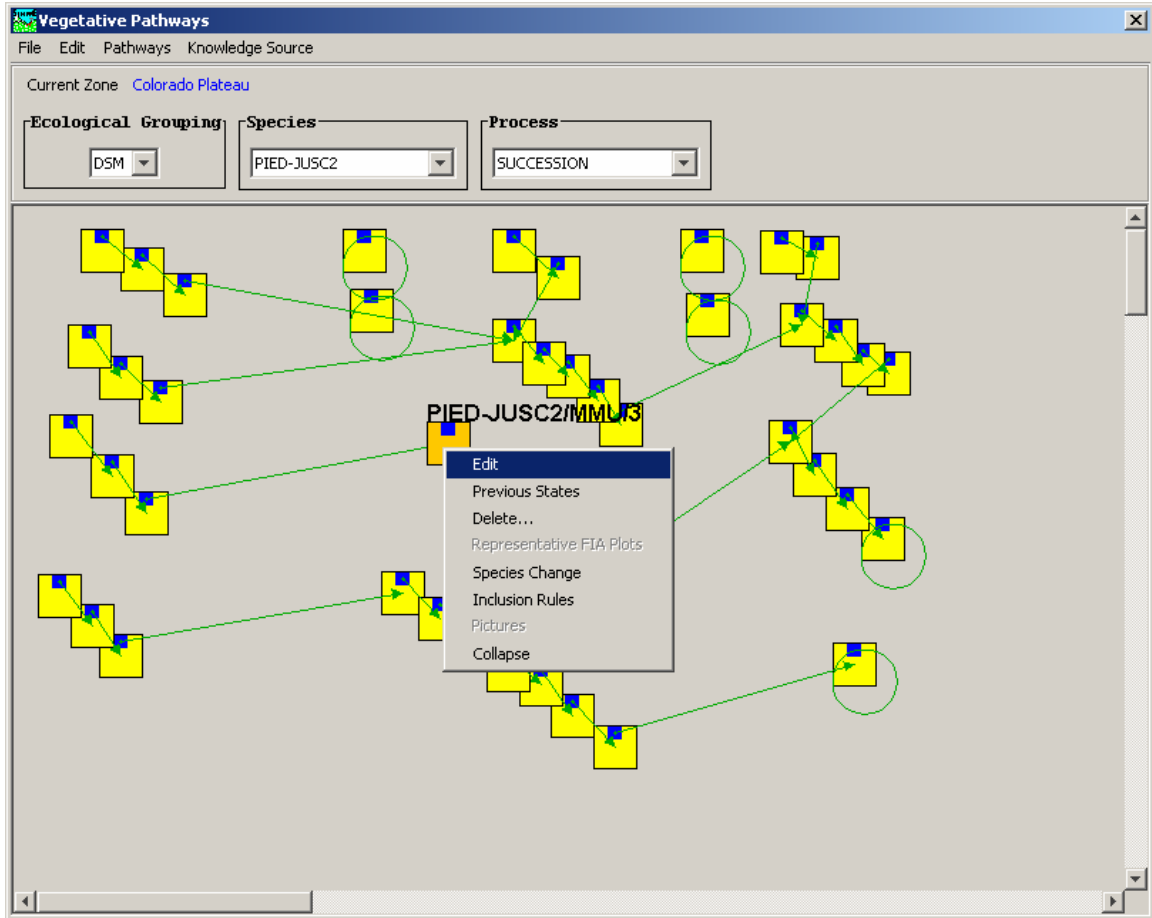 Vegetative Pathways
File Edit Pathways Knowledge Source
Current Zone Colorado Plateau
Ecological Grouping Species Process
DSM PIED-JUSC2 SUCCESSION
PIED-JUSC2/MMU/3
Edit
Previous States
Delete...
Representative FIA Plots
Species Change
Inclusion Rules
Pictures
Collapse